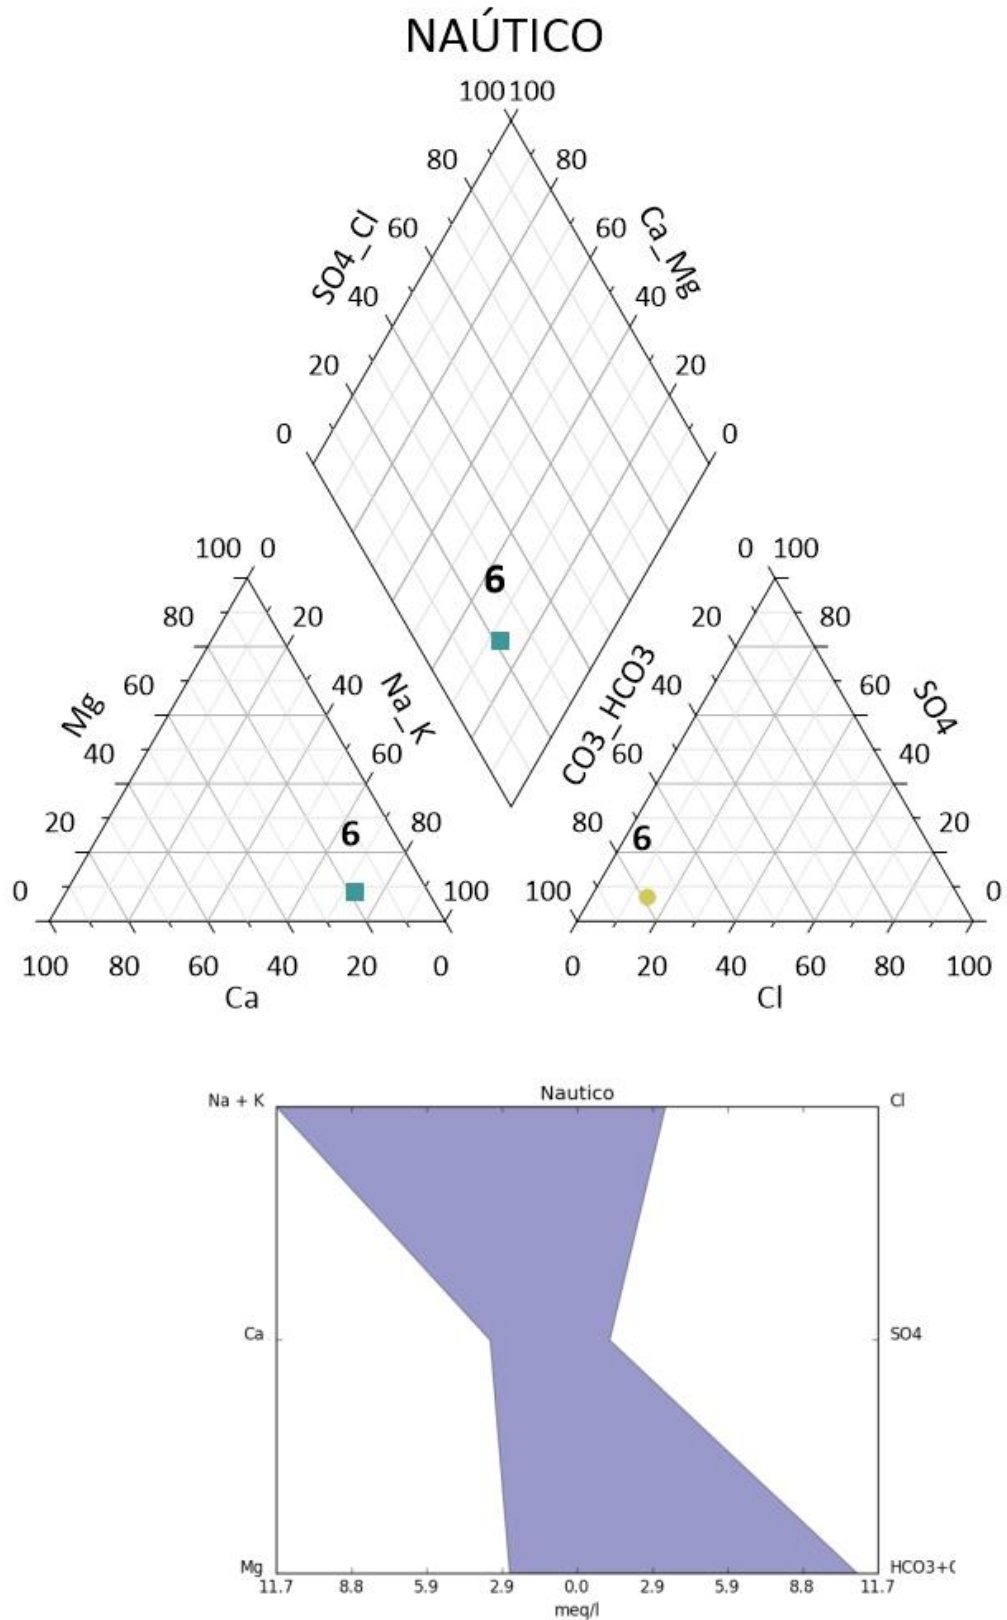 NAÚTICO
100 100
80 80
SO4_Cl 60 60 Ca_Mg
40 40
20 20
0 0
6
100 0 0 100
80 20 20 80
Mg 60 40 Na_K CO3_HCO3 40 60 SO4
40 60 60 40
20 80 80 20
6 6
0 100 100 0
100 80 60 40 20 0 0 20 40 60 80 100
Ca Cl
Nautico
Na + K Cl
Ca SO4
Mg HCO3+C
11.7 8.8 5.9 2.9 0.0 2.9 5.9 8.8 11.7
meq/l